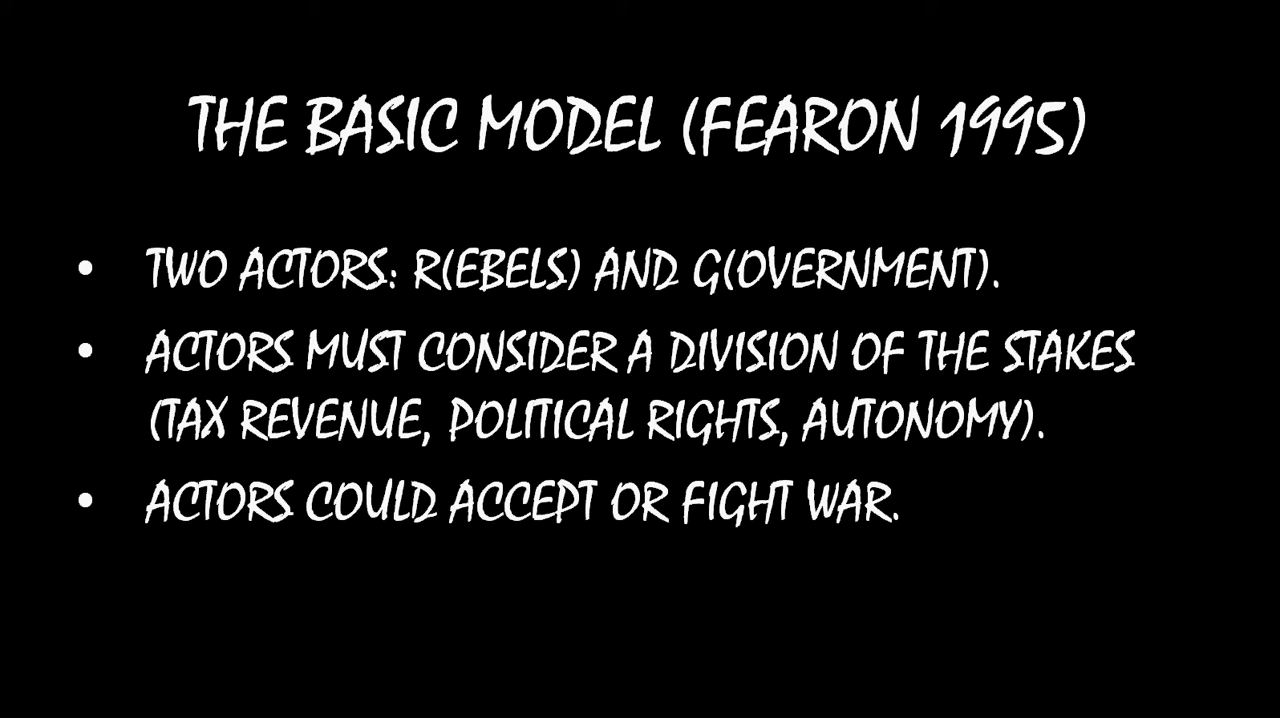 THE BASIC MODEL (FEARON 1995)
• TWO ACTORS: R(EBELS) AND G(OVERNMENT).
• ACTORS MUST CONSIDER A DIVISION OF THE STAKES
(TAX REVENUE, POLITICAL RIGHTS, AUTONOMY).
• ACTORS COULD ACCEPT OR FIGHT WAR.